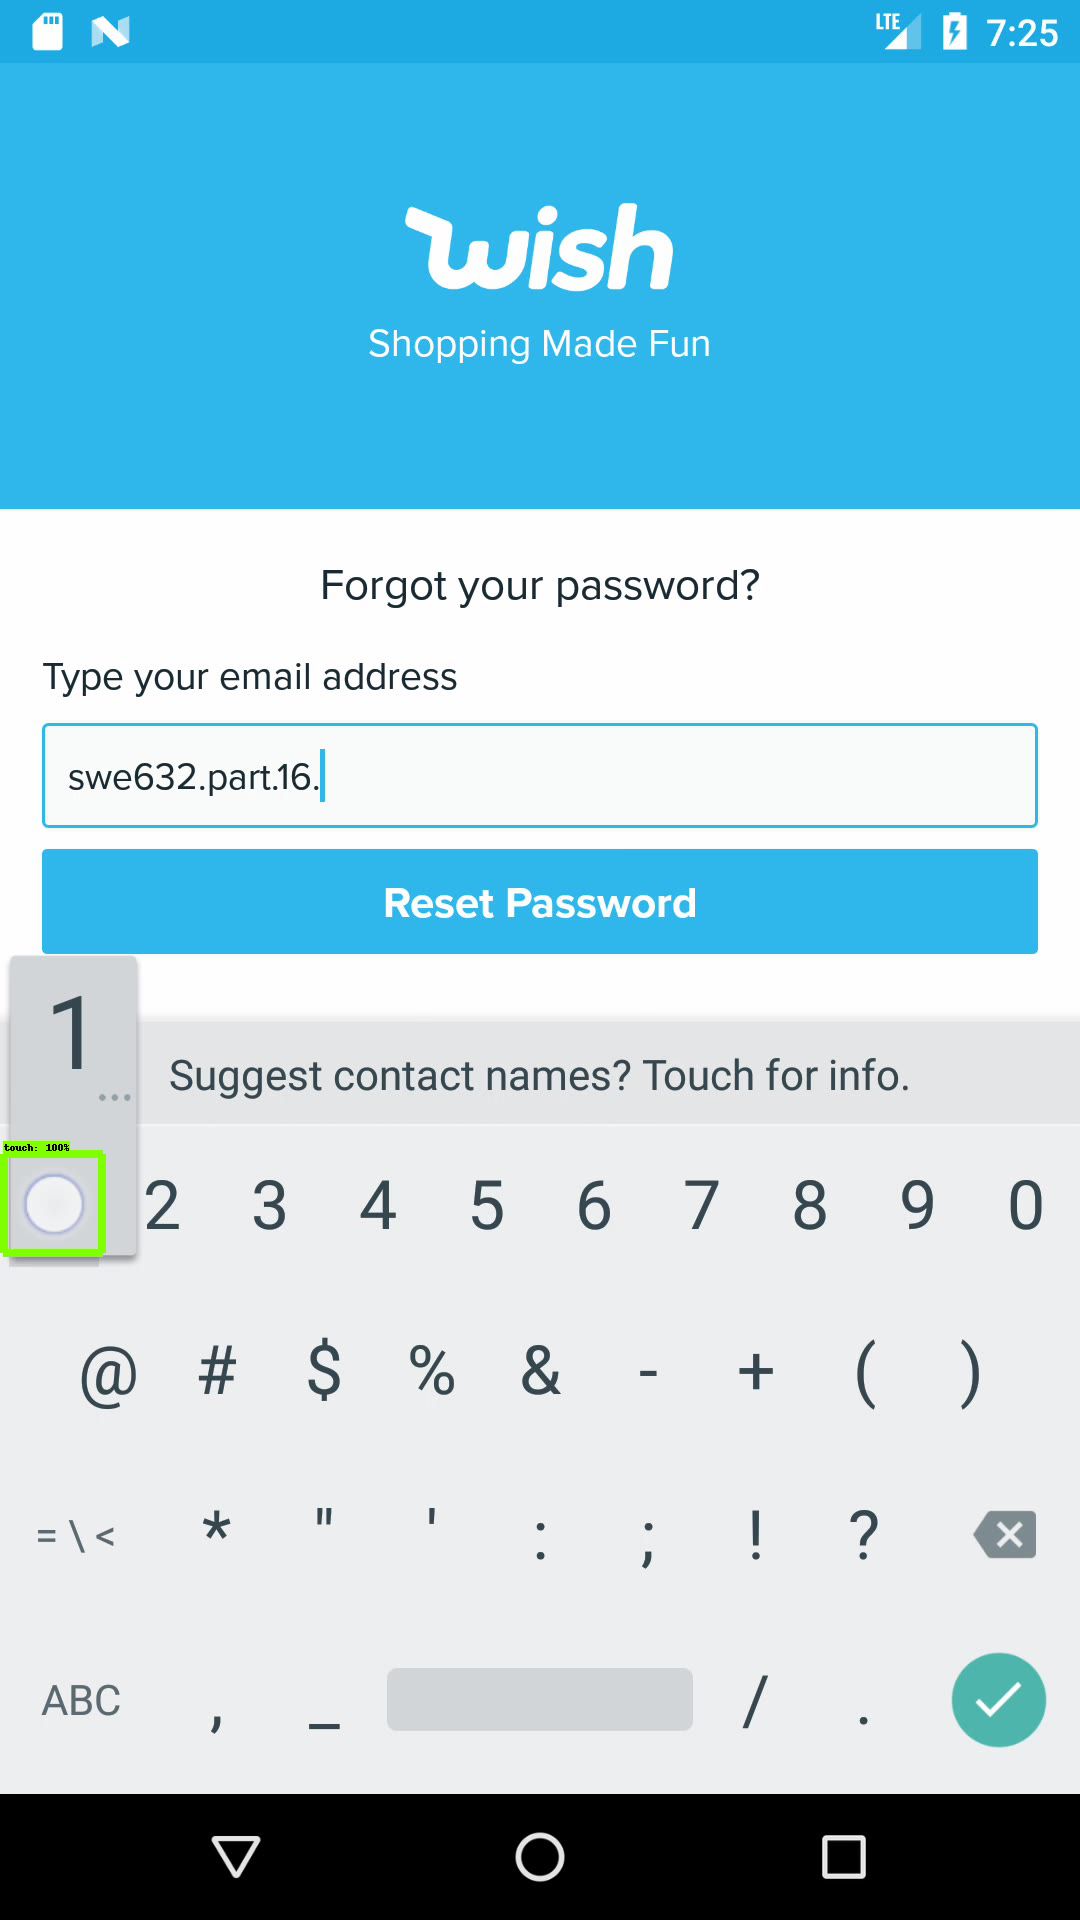 LTE 7:25
wish
Shopping Made Fun
Forgot your password?
Type your email address
swe632.part.16.
Reset Password
1
...
Suggest contact names? Touch for info.
touch: 100%
2 3 4 5 6 7 8 9 0
@ # $ % & - + ( )
= \ < * " ' : ; ! ?
ABC , _ / .